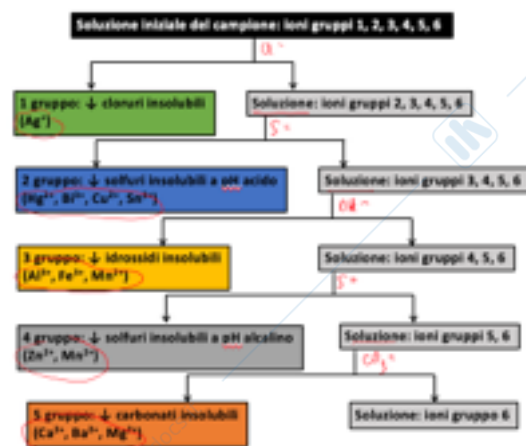 Soluzione iniziale del campione: ioni gruppi 1, 2, 3, 4, 5, 6
Cl⁻
1 gruppo: ↓ cloruri insolubili
(Ag⁺)
Soluzione: ioni gruppi 2, 3, 4, 5, 6
2 gruppo: ↓ solfuri insolubili a pH acido
(Hg²⁺, Bi³⁺, Cu²⁺, Sn²⁺)
Soluzione: ioni gruppi 3, 4, 5, 6
OH⁻
3 gruppo: ↓ idrossidi insolubili
(Al³⁺, Fe³⁺, Mn²⁺)
Soluzione: ioni gruppi 4, 5, 6
4 gruppo: ↓ solfuri insolubili a pH alcalino
(Zn²⁺, Mn²⁺)
Soluzione: ioni gruppi 5, 6
5 gruppo: ↓ carbonati insolubili
(Ca²⁺, Ba²⁺, Mg²⁺)
Soluzione: ioni gruppo 6